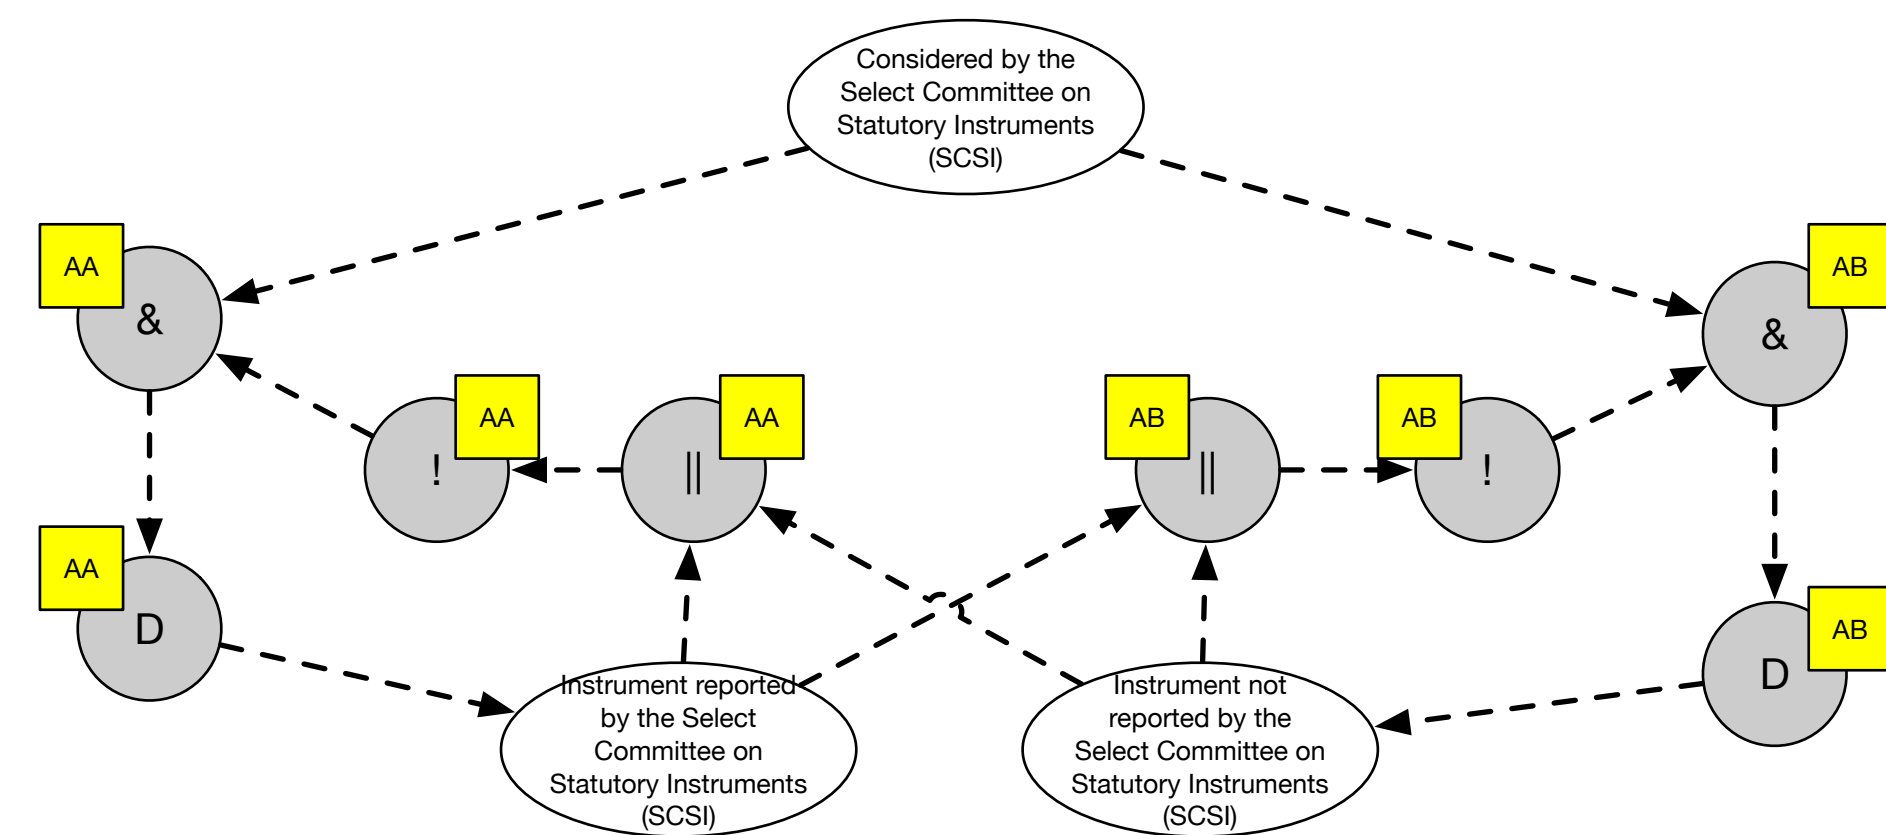 Considered by the
Select Committee on
Statutory Instruments
(SCSI)
AA
&
AB
&
AA
!
AA
||
AB
||
AB
!
AA
D
AB
D
Instrument reported
by the Select
Committee on
Statutory Instruments
(SCSI)
Instrument not
reported by the
Select Committee on
Statutory Instruments
(SCSI)